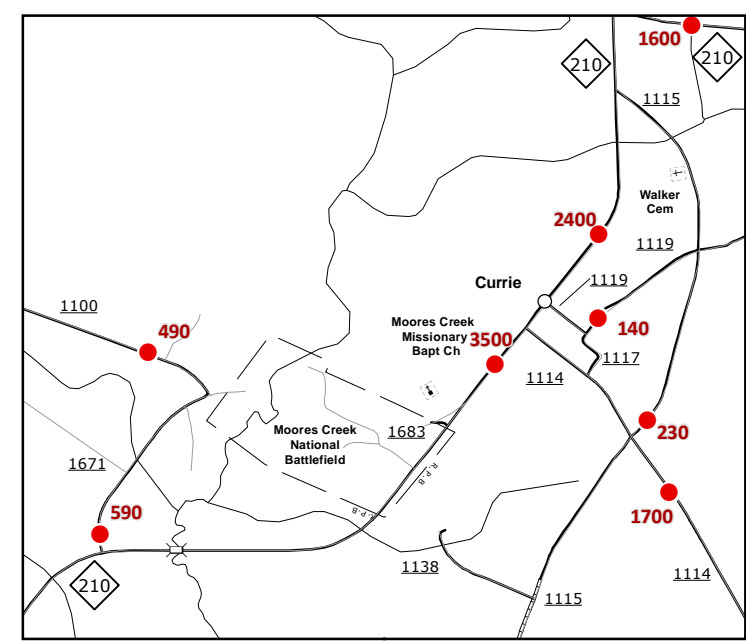 1600
210
210
1115
Walker
Cem
2400
1119
1119
Currie
1100
490
Moores Creek
Missionary
Bapt Ch
3500
140
1117
1114
1683
Moores Creek
National
Battlefield
230
1671
R.P.B
R.P.B
590
1700
210
1138
1115
1114